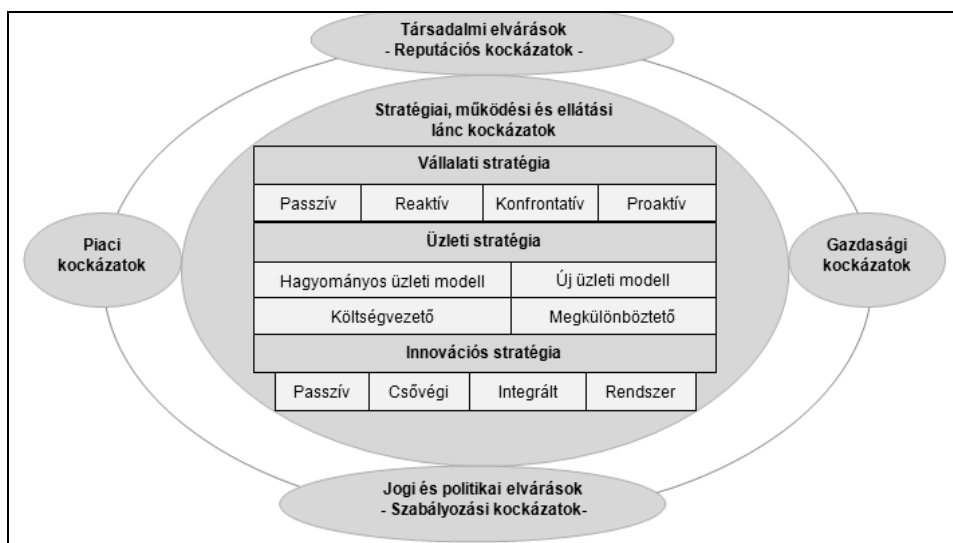 Társadalmi elvárások
- Reputációs kockázatok -
Stratégiai, működési és ellátási
lánc kockázatok
Vállalati stratégia
Passzív Reaktív Konfrontatív Proaktív
Piaci
kockázatok
Üzleti stratégia
Gazdasági
kockázatok
Hagyományos üzleti modell Új üzleti modell
Költségvezető Megkülönböztető
Innovációs stratégia
Passzív Csővégi Integrált Rendszer
Jogi és politikai elvárások
- Szabályozási kockázatok-